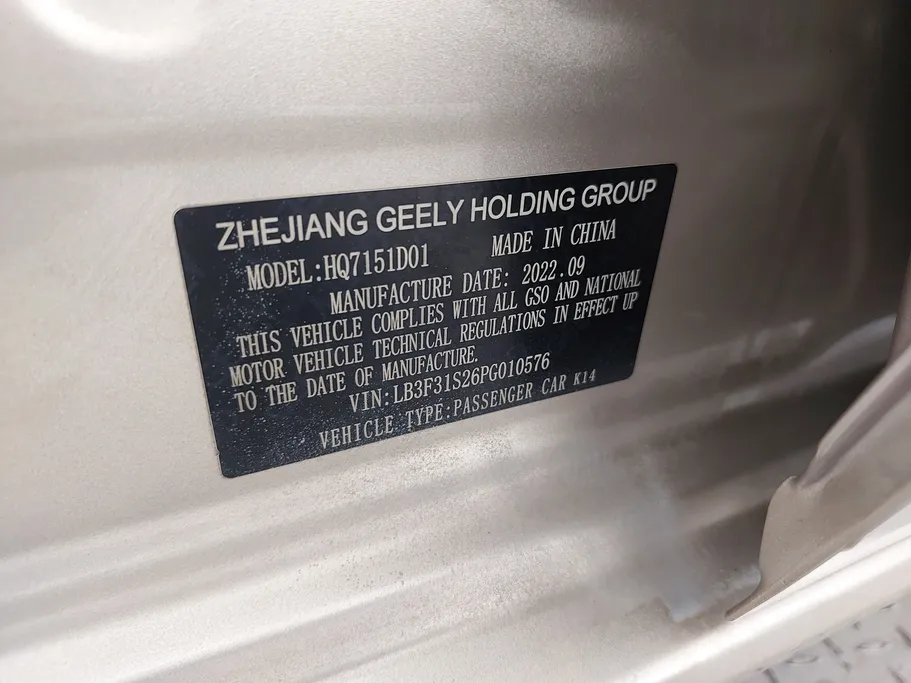 ZHEJIANG GEELY HOLDING GROUP
MODEL:HQ7151D01 MADE IN CHINA
MANUFACTURE DATE: 2022.09
THIS VEHICLE COMPLIES WITH ALL GSO AND NATIONAL
MOTOR VEHICLE TECHNICAL REGULATIONS IN EFFECT UP
TO THE DATE OF MANUFACTURE.
VIN:LB3F31S26PG010576
VEHICLE TYPE:PASSENGER CAR K14